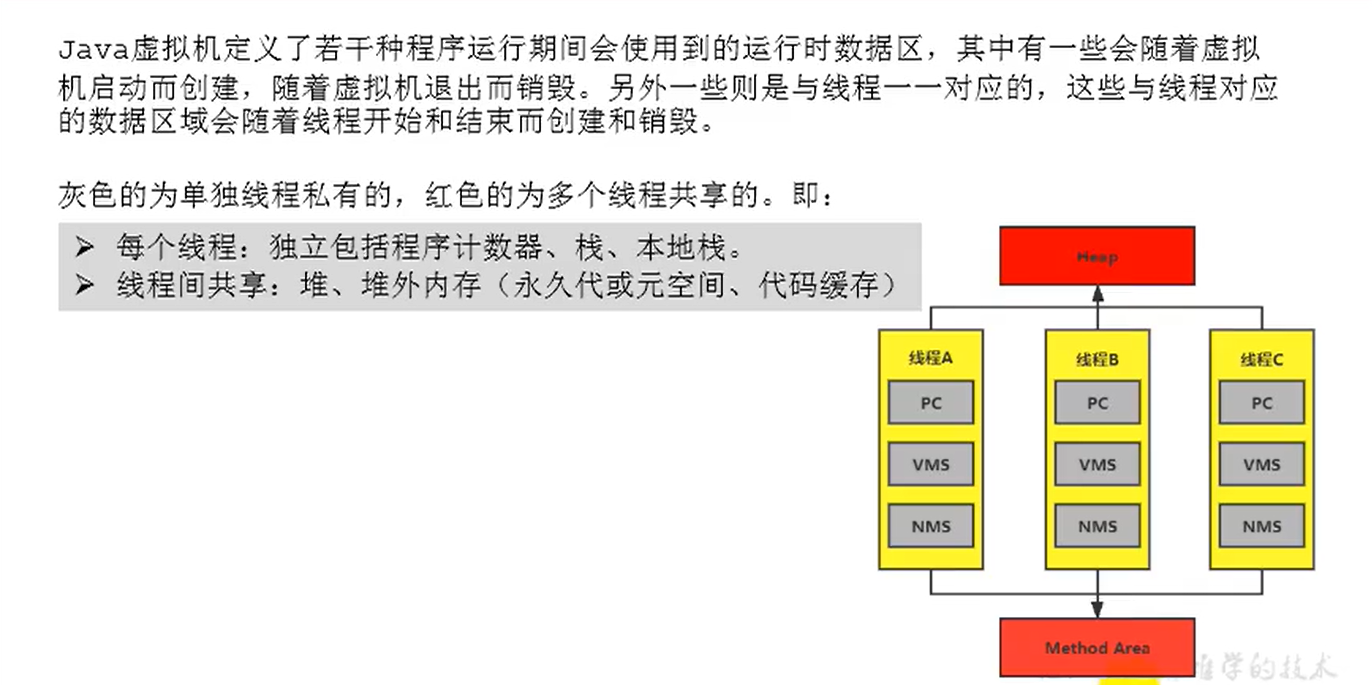 Java虚拟机定义了若干种程序运行期间会使用到的运行时数据区，其中有一些会随着虚拟
机启动而创建，随着虚拟机退出而销毁。另外一些则是与线程一一对应的，这些与线程对应
的数据区域会随着线程开始和结束而创建和销毁。
灰色的为单独线程私有的，红色的为多个线程共享的。即：
➢ 每个线程：独立包括程序计数器、栈、本地栈。
➢ 线程间共享：堆、堆外内存（永久代或元空间、代码缓存）
Heap
线程A
线程B
线程C
PC
PC
PC
VMS
VMS
VMS
NMS
NMS
NMS
Method Area
学的技术